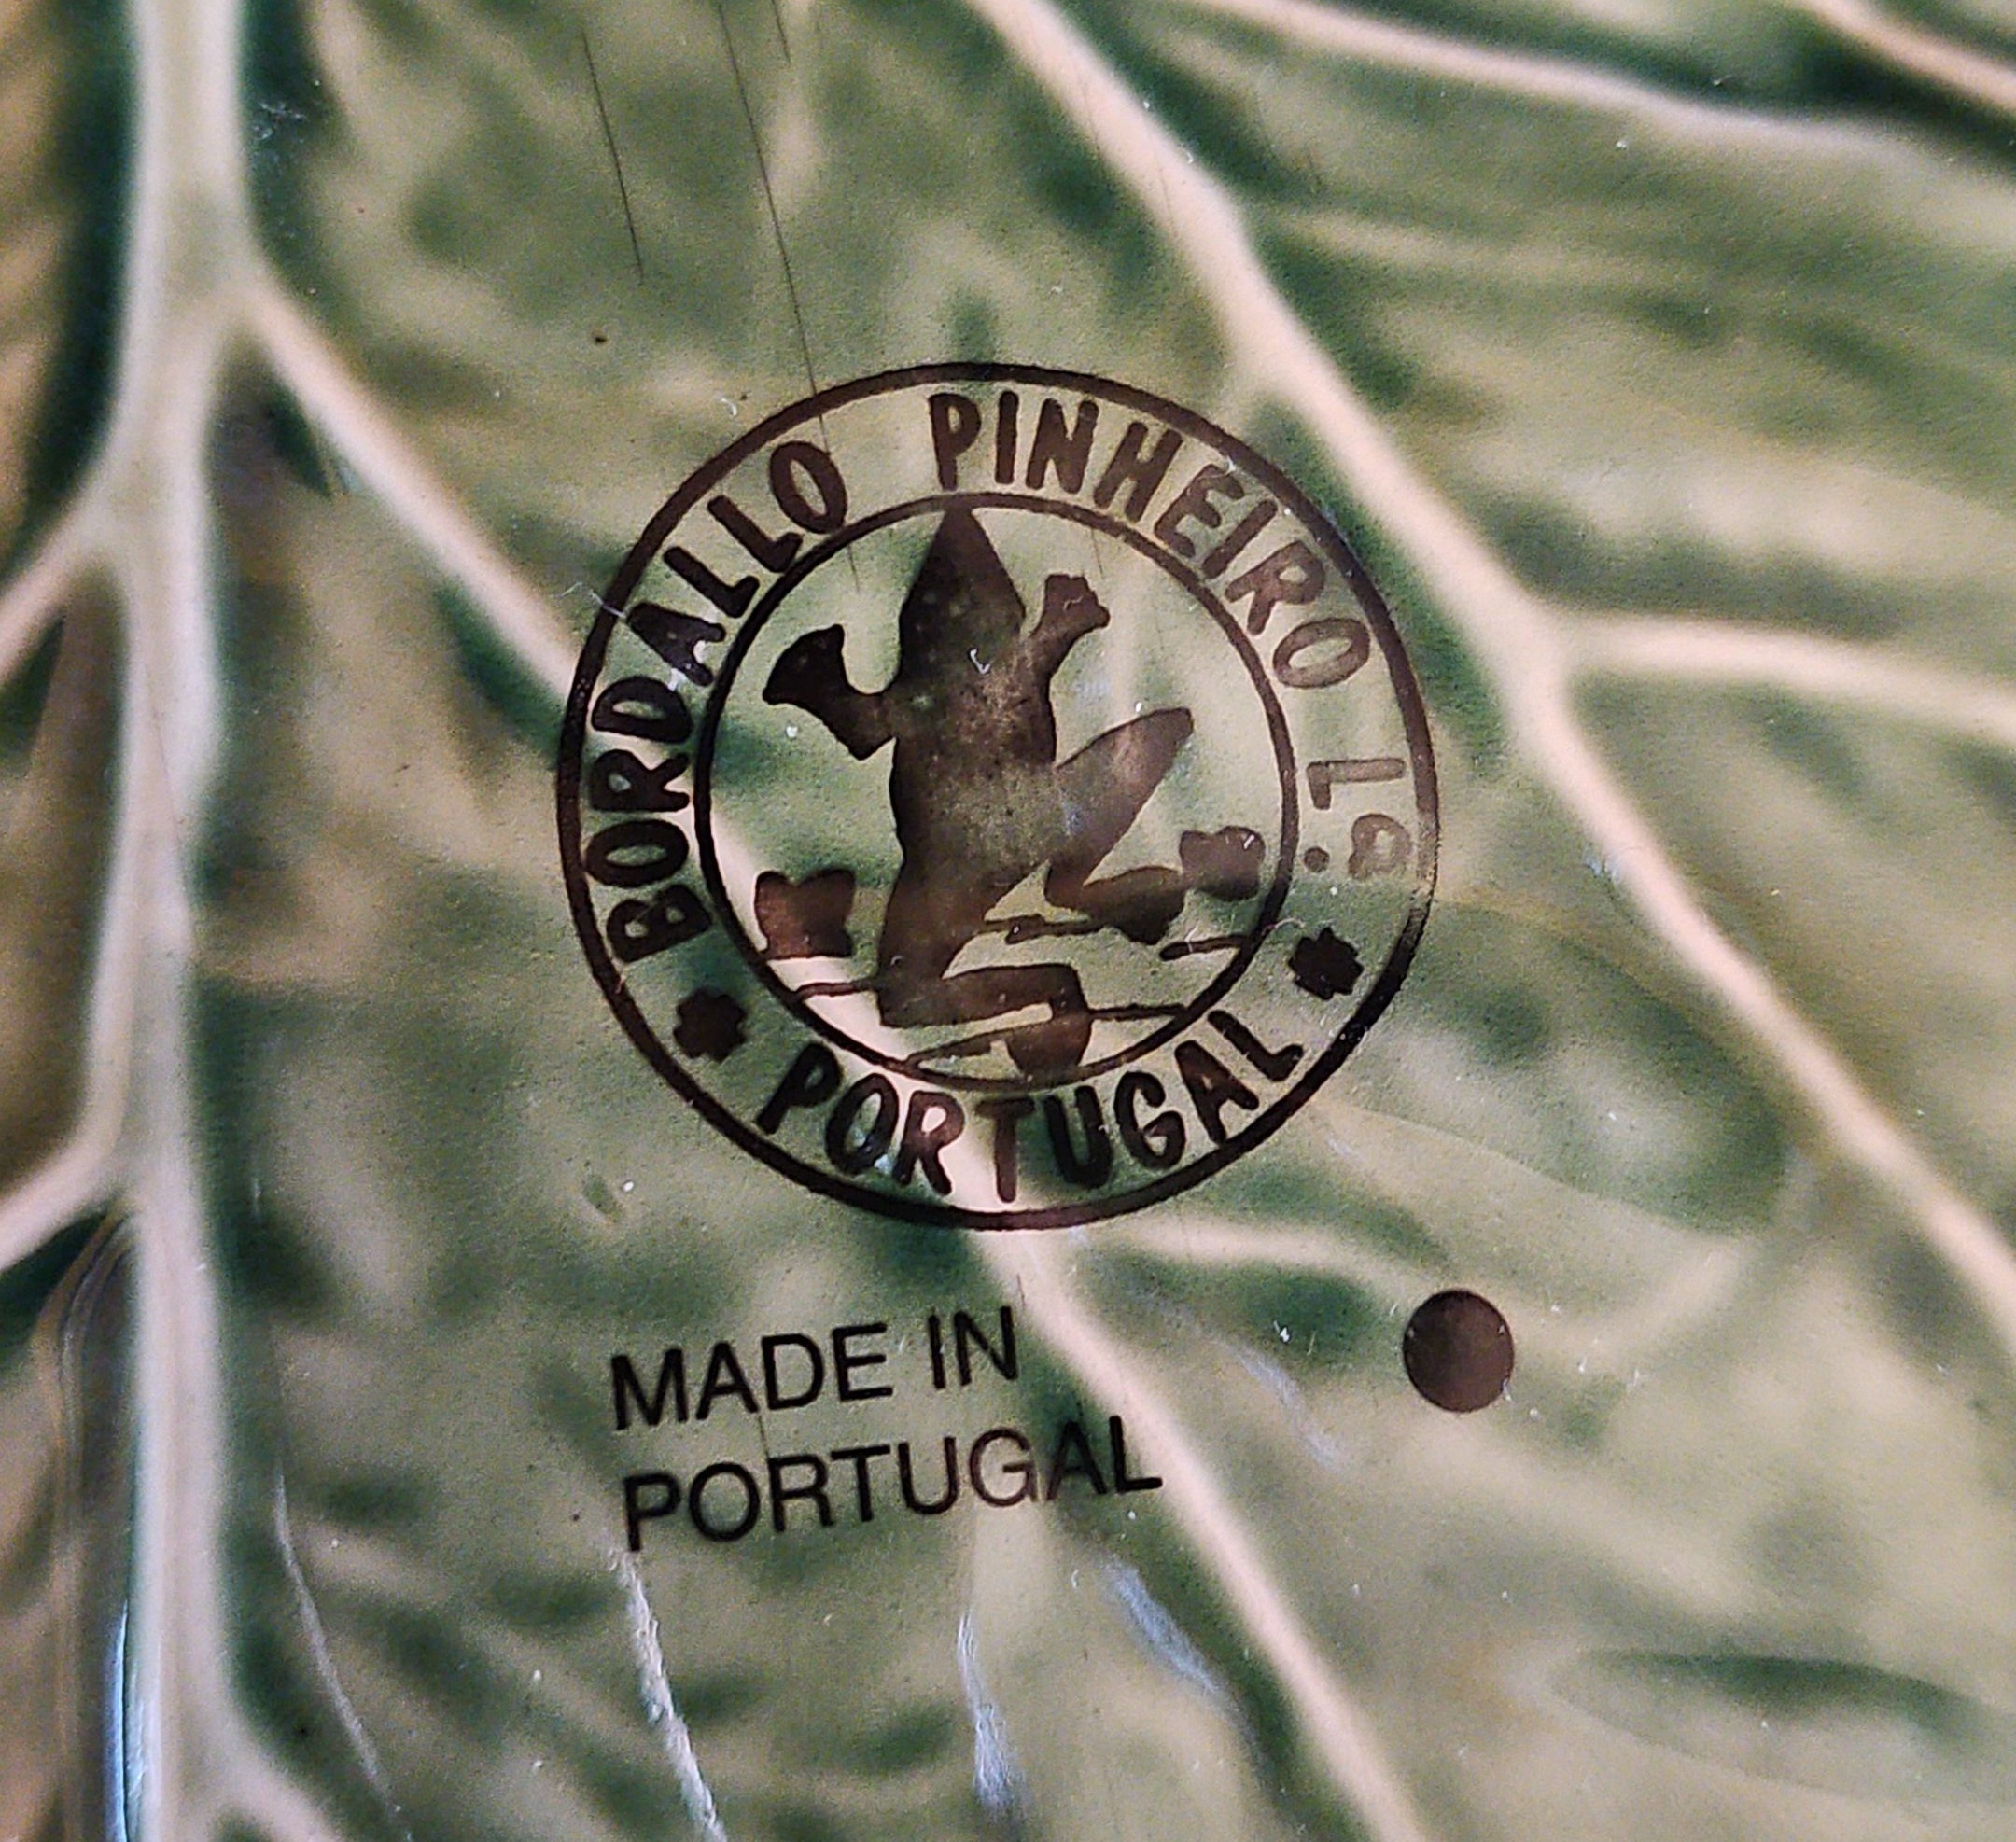 BORDALLO PINHEIRO L.ª
PORTUGAL
MADE IN
PORTUGAL